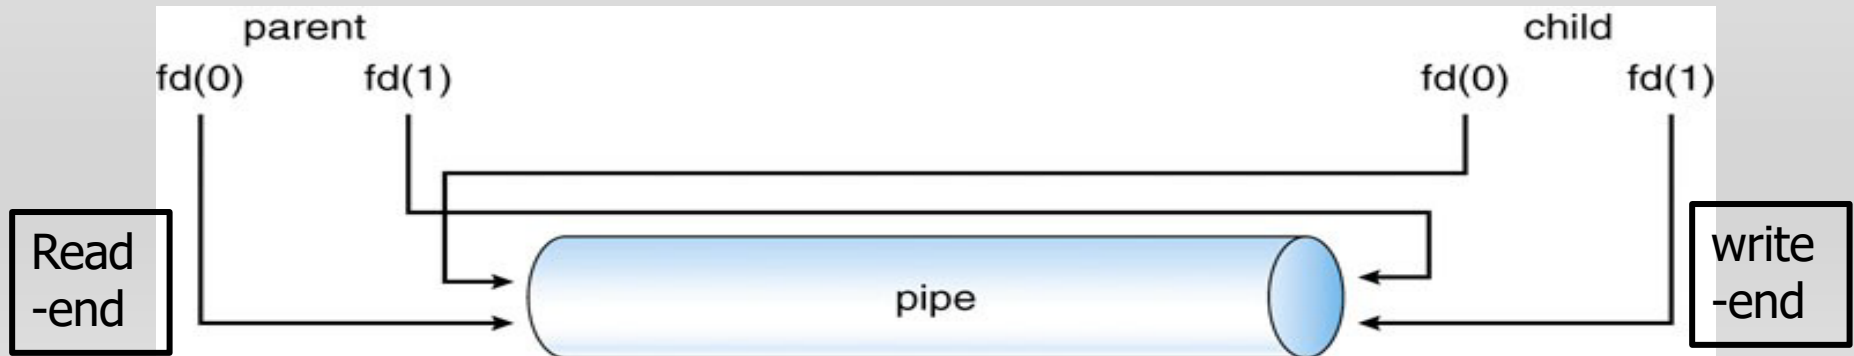 parent
child
fd(0)
fd(1)
fd(0)
fd(1)
Read
-end
write
-end
pipe